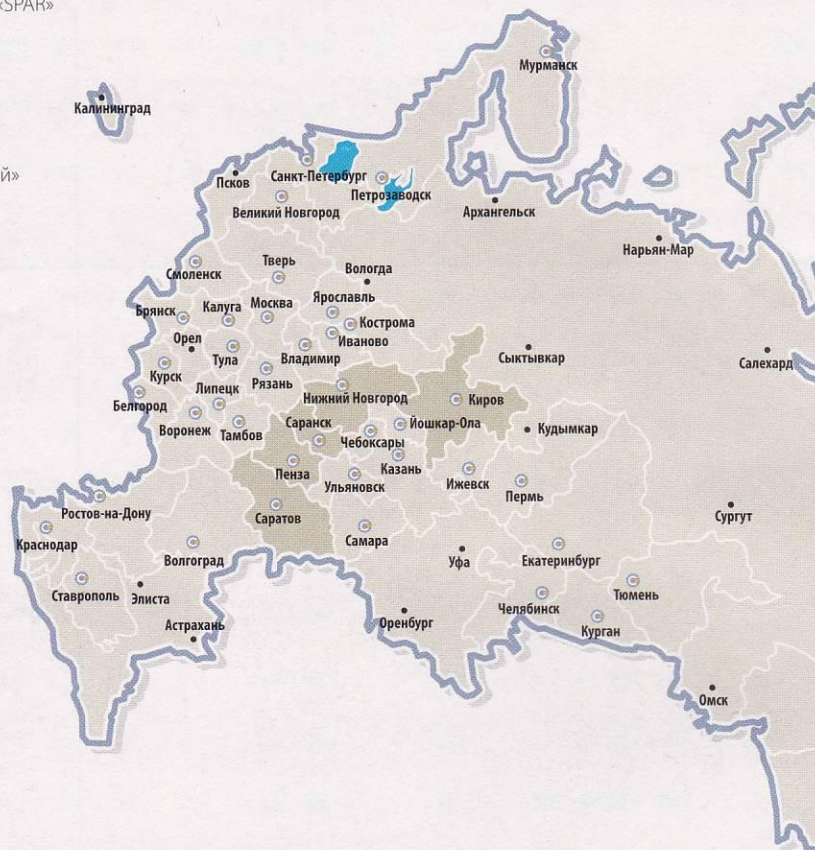 «SPAR»
Мурманск
Калининград
й»
Псков
Санкт-Петербург
Петрозаводск
Великий Новгород
Архангельск
Нарьян-Мар
Тверь
Смоленск
Вологда
Ярославль
Брянск
Калуга
Москва
Кострома
Орел
Иваново
Тула
Владимир
Сыктывкар
Салехард
Курск
Рязань
Липецк
Нижний Новгород
Киров
Белгород
Саранск
Йошкар-Ола
Кудымкар
Воронеж
Тамбов
Чебоксары
Казань
Пенза
Ульяновск
Ижевск
Пермь
Ростов-на-Дону
Саратов
Сургут
Краснодар
Самара
Волгоград
Уфа
Екатеринбург
Ставрополь
Элиста
Челябинск
Тюмень
Астрахань
Оренбург
Курган
Омск